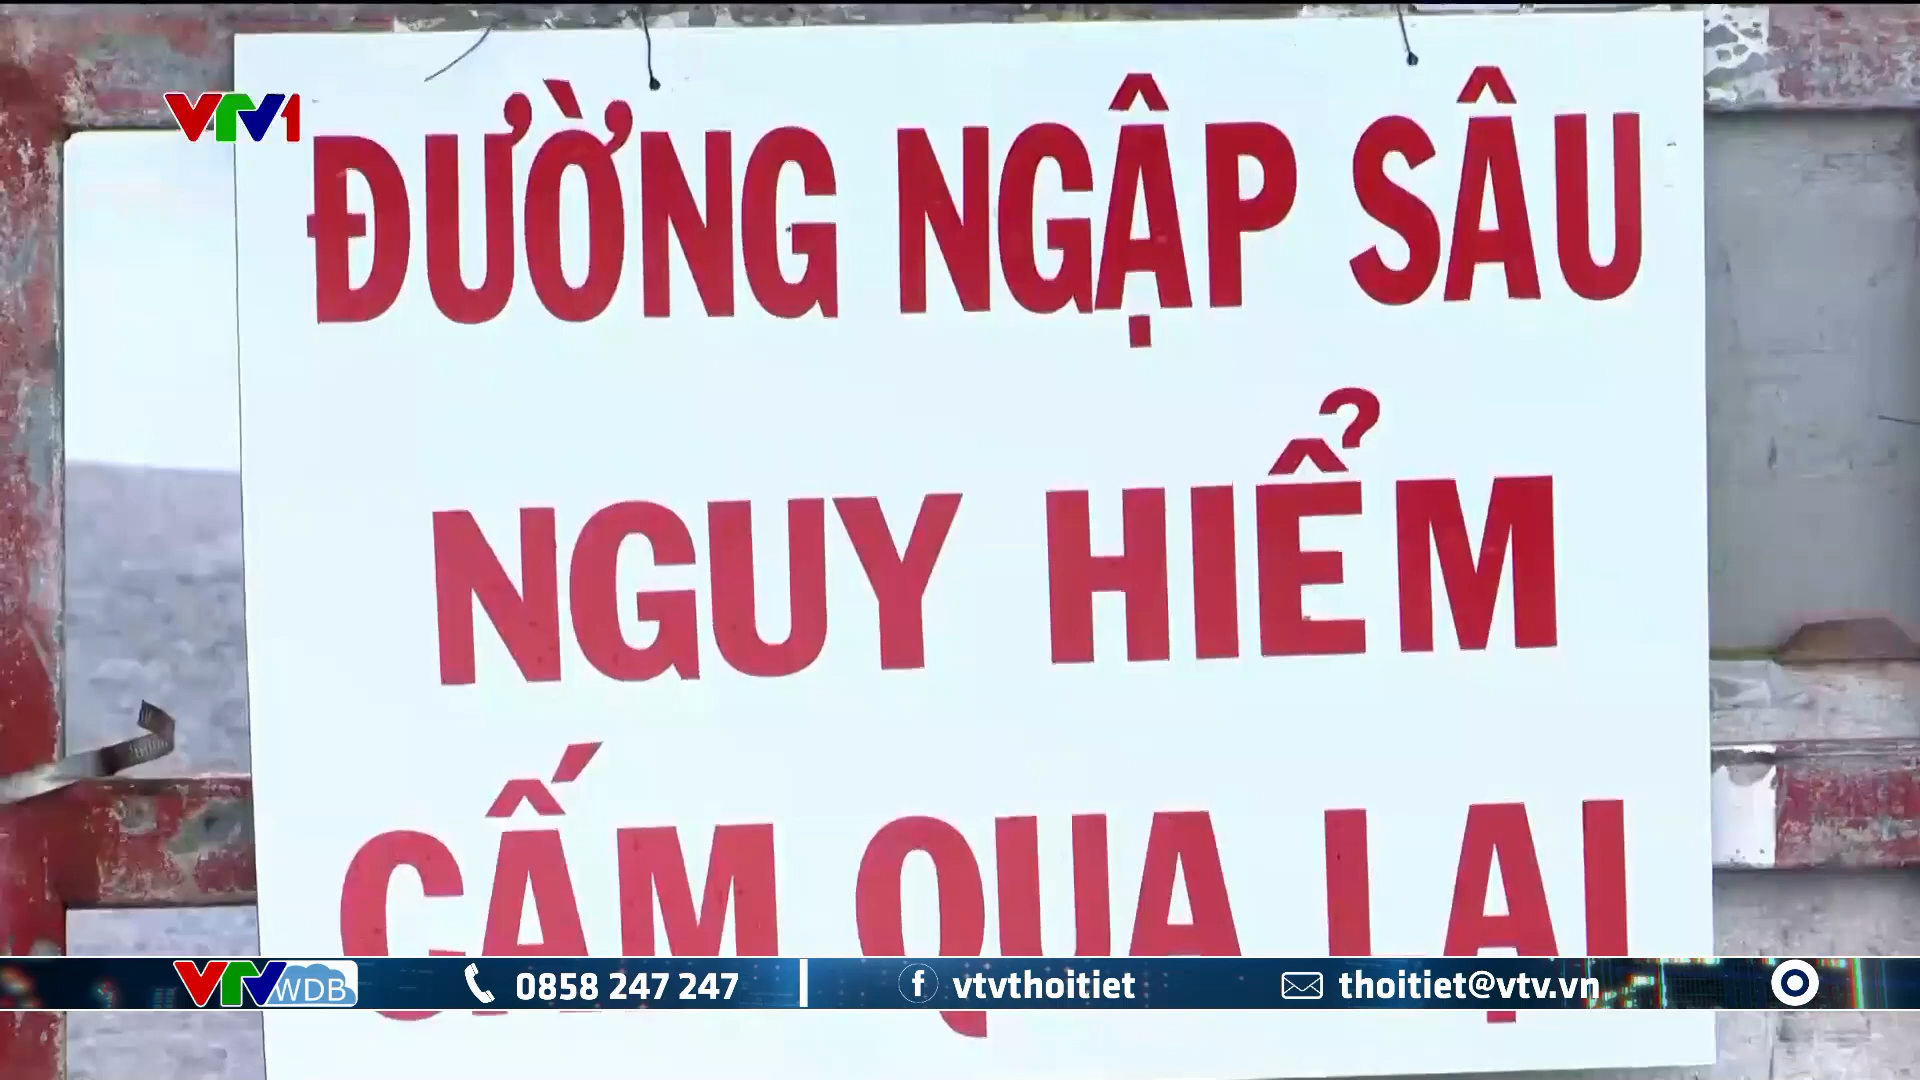 VTV1
ĐƯỜNG NGẬP SÂU
NGUY HIỂM
CẤM QUA LẠI
VTV WDB 0858 247 247 vtvthoitiet thoitiet@vtv.vn